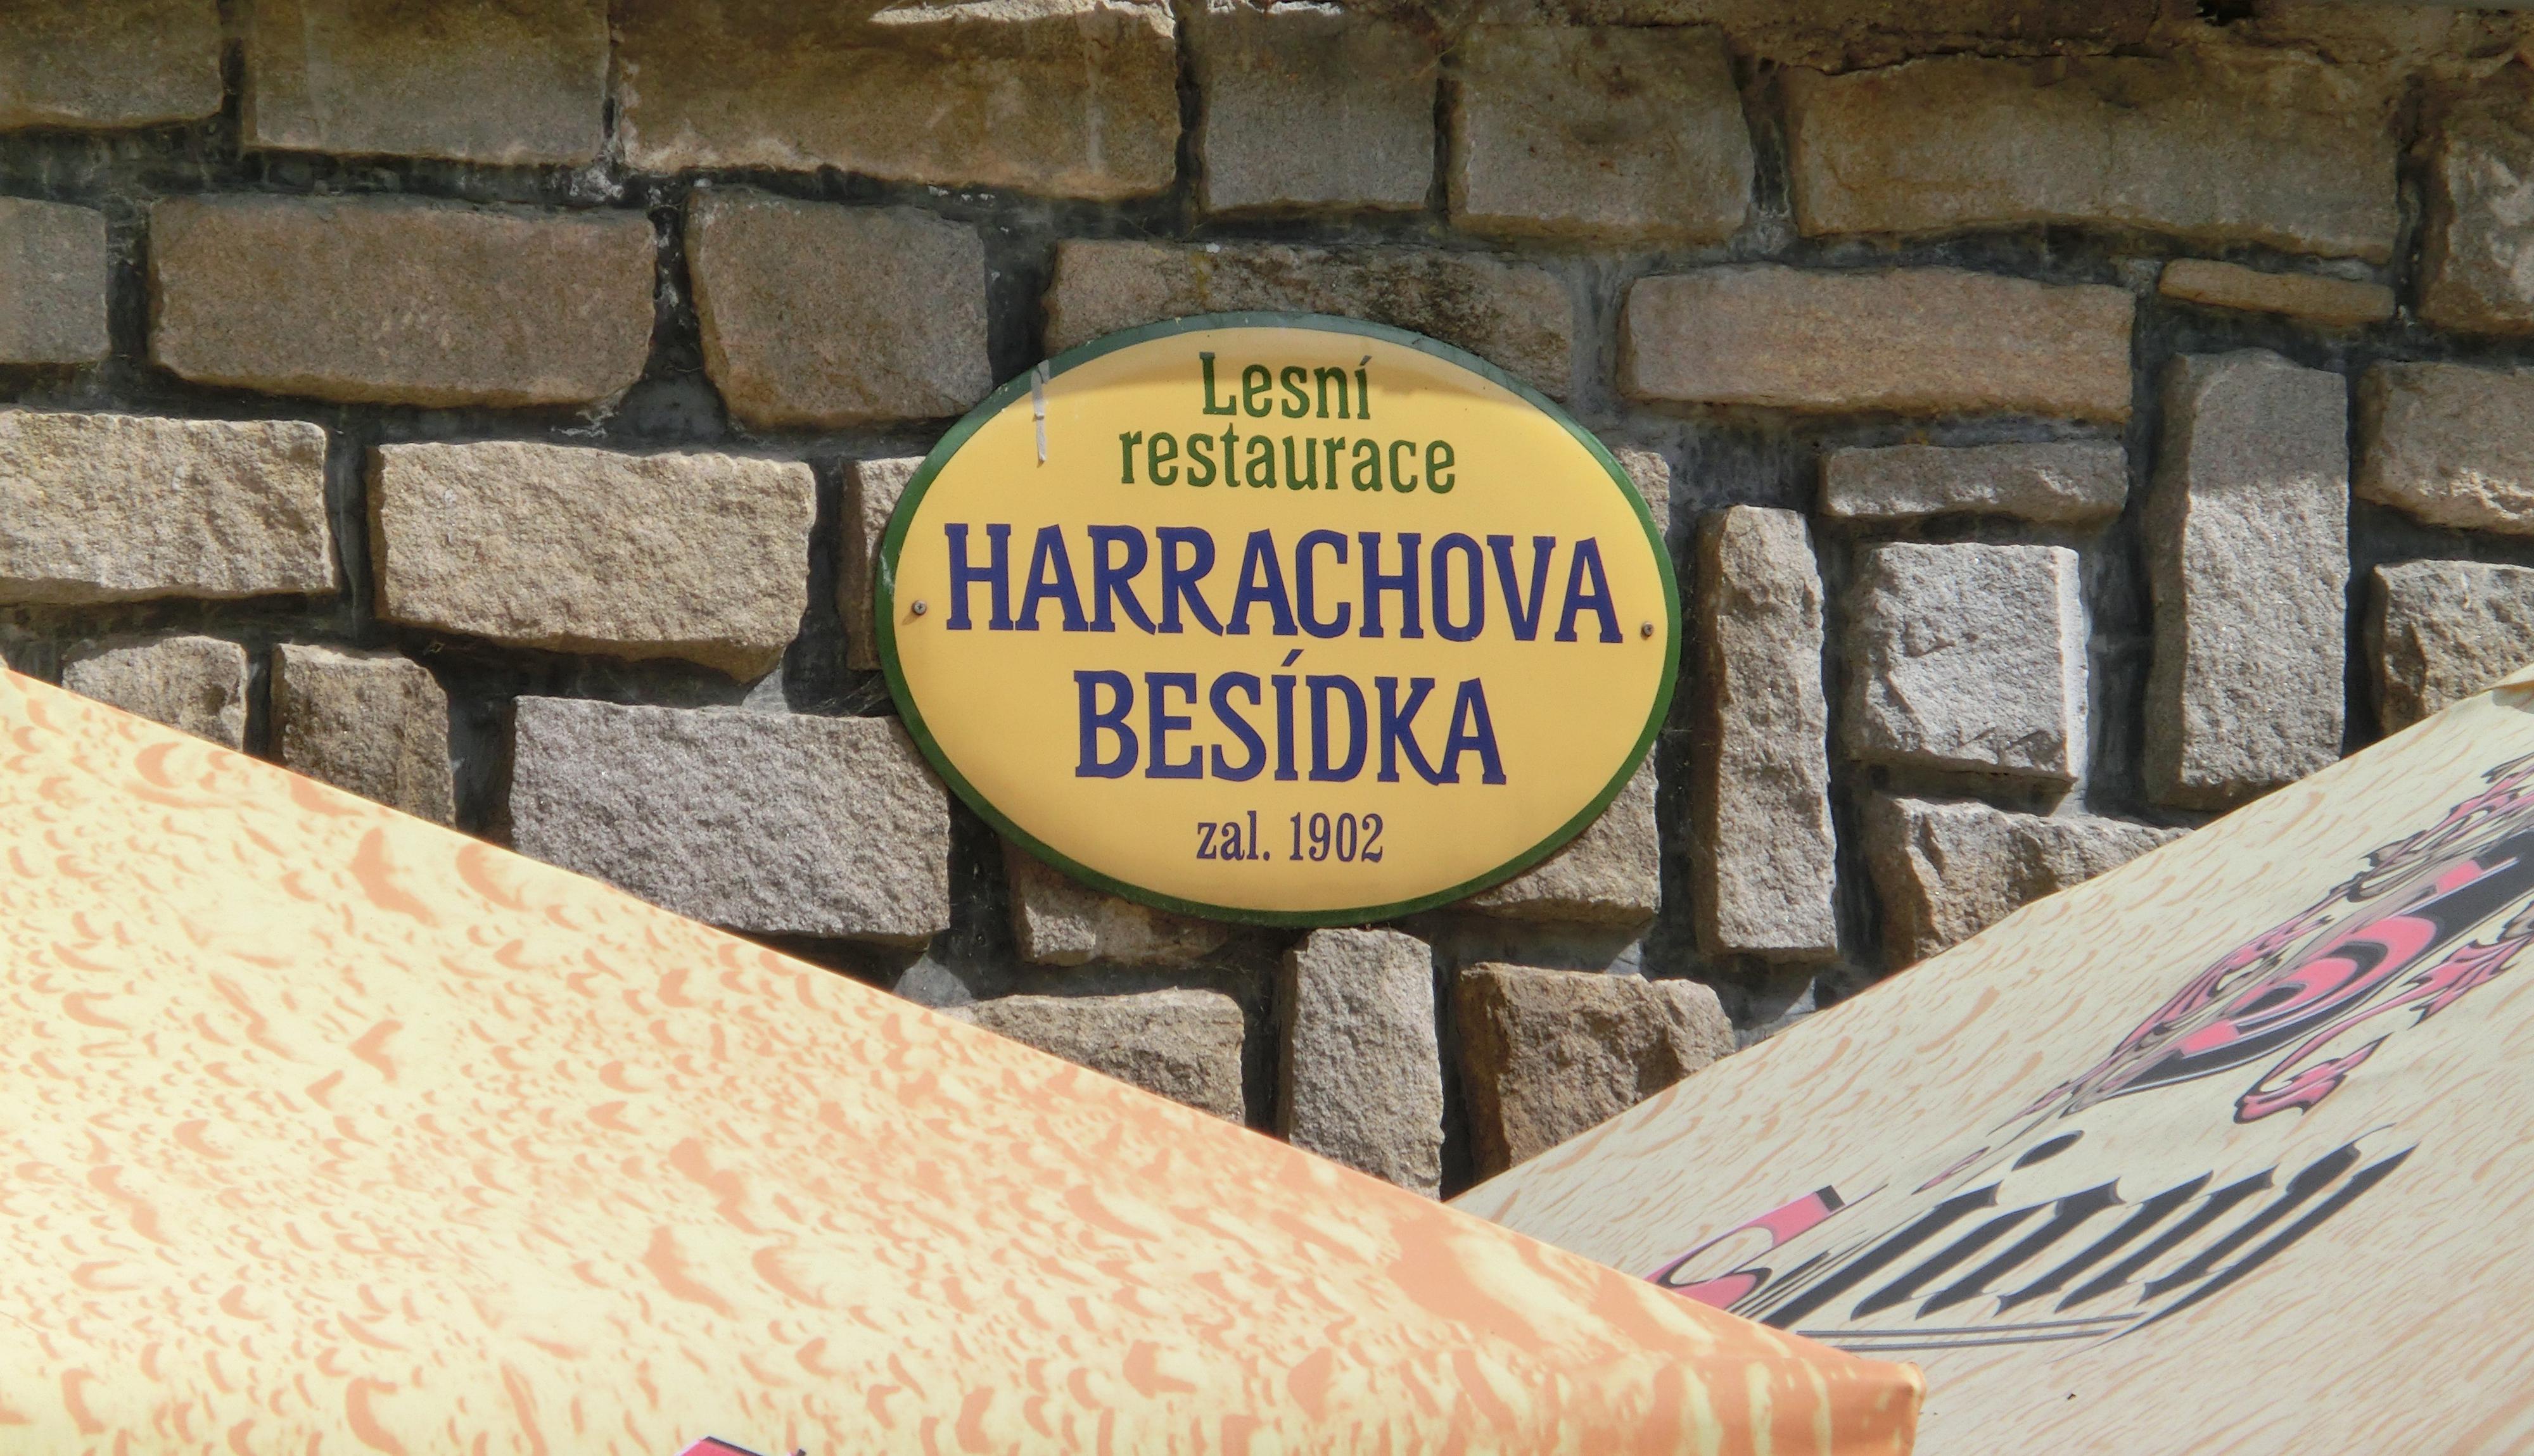 Lesní
restaurace
HARRACHOVA
BESÍDKA
zal. 1902